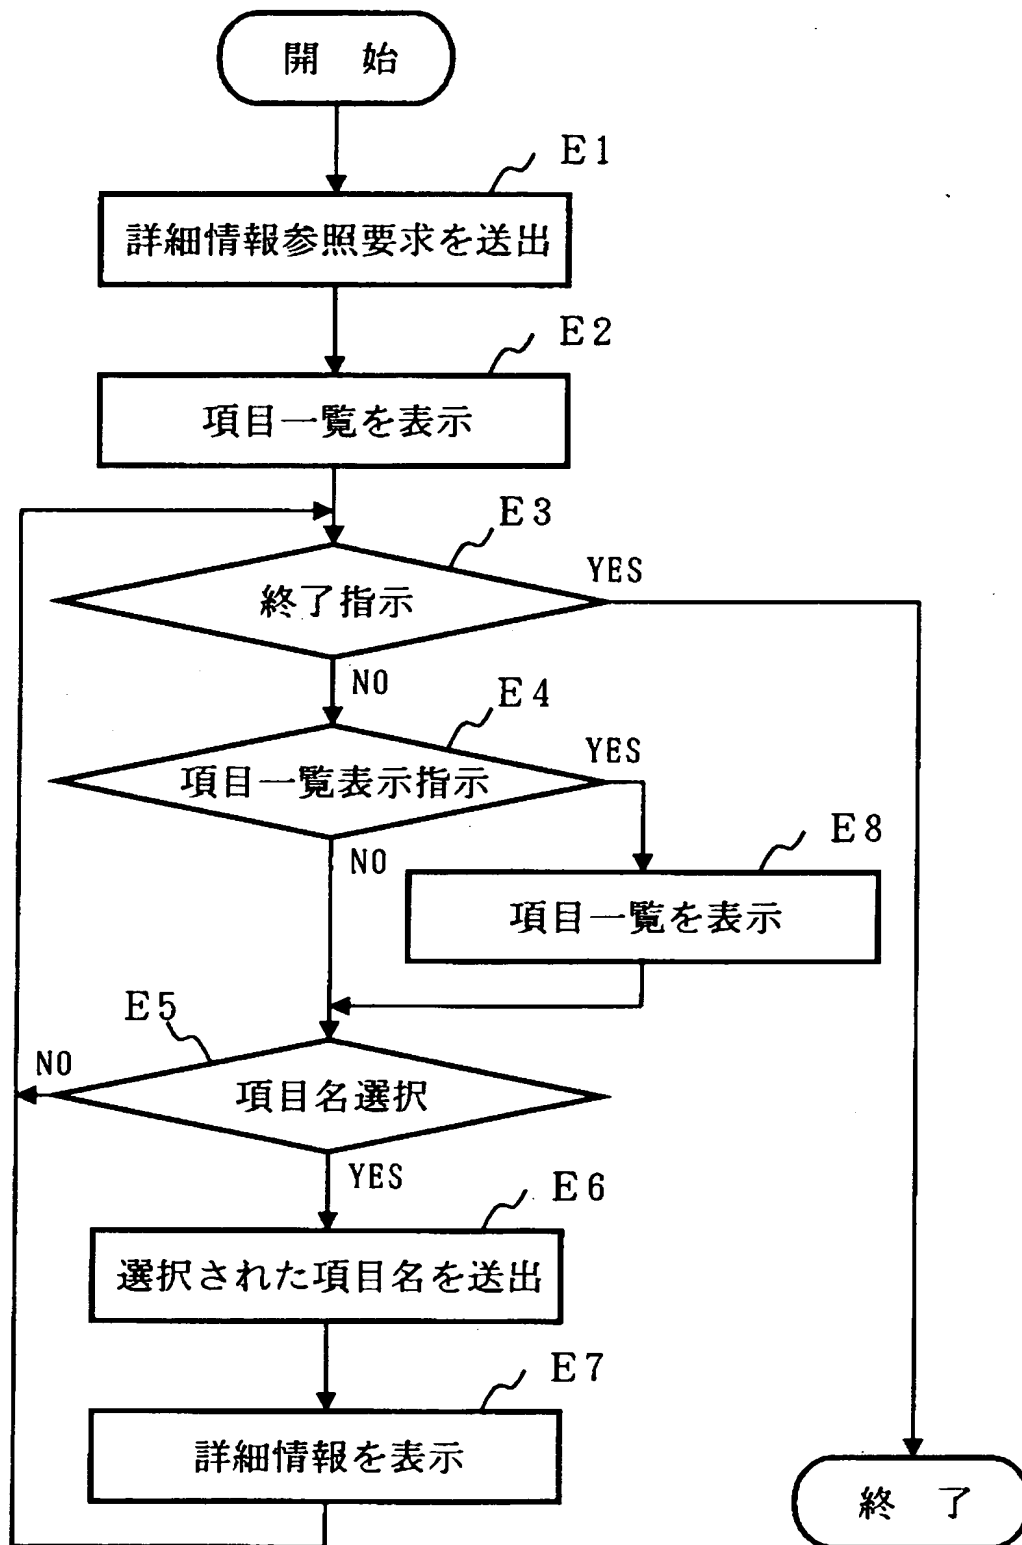 開 始
E1
詳細情報参照要求を送出
E2
項目一覧を表示
E3
終了指示
YES
NO
E4
項目一覧表示指示
YES
NO
E8
項目一覧を表示
E5
項目名選択
NO
YES
E6
選択された項目名を送出
E7
詳細情報を表示
終 了